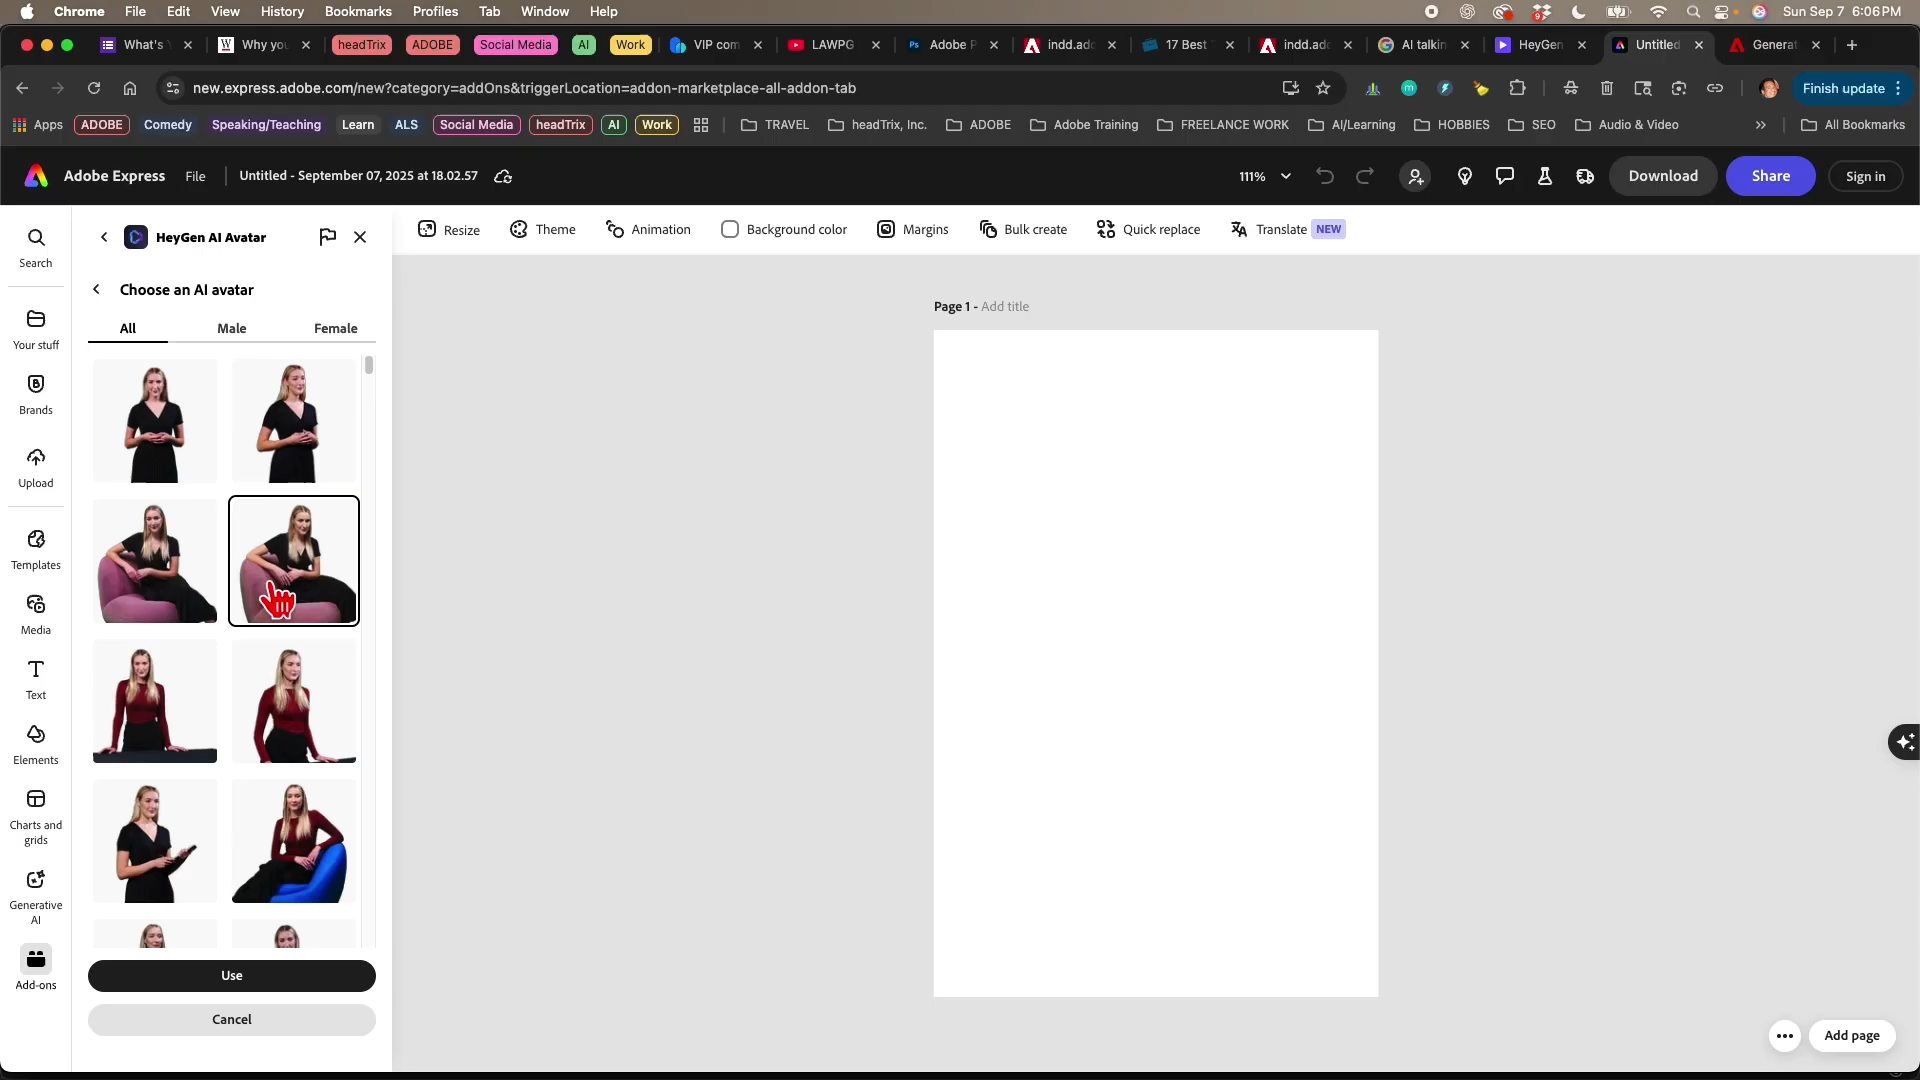 Chrome File Edit View History Bookmarks Profiles Tab Window Help
9
Sun Sep 7 6:06 PM
What's Why you headTrix ADOBE Social Media AI Work VIP com LAWPG Ps Adobe P indd.ado 17 Best indd.ado AI talkin HeyGen Untitled Generat
new.express.adobe.com/new?category=addOns&triggerLocation=addon-marketplace-all-addon-tab
Finish update
Apps ADOBE Comedy Speaking/Teaching Learn ALS Social Media headTrix AI Work TRAVEL headTrix, Inc. ADOBE Adobe Training FREELANCE WORK AI/Learning HOBBIES SEO Audio & Video » All Bookmarks
Adobe Express File Untitled - September 07, 2025 at 18.02.57 111% Download Share Sign in
HeyGen AI Avatar
Resize Theme Animation Background color Margins Bulk create Quick replace Translate NEW
Search
Your stuff
Brands
Upload
Templates
Media
Text
Elements
Charts and
grids
Generative
AI
Add-ons
Choose an AI avatar
All Male Female
Use
Cancel
Page 1 - Add title
Add page